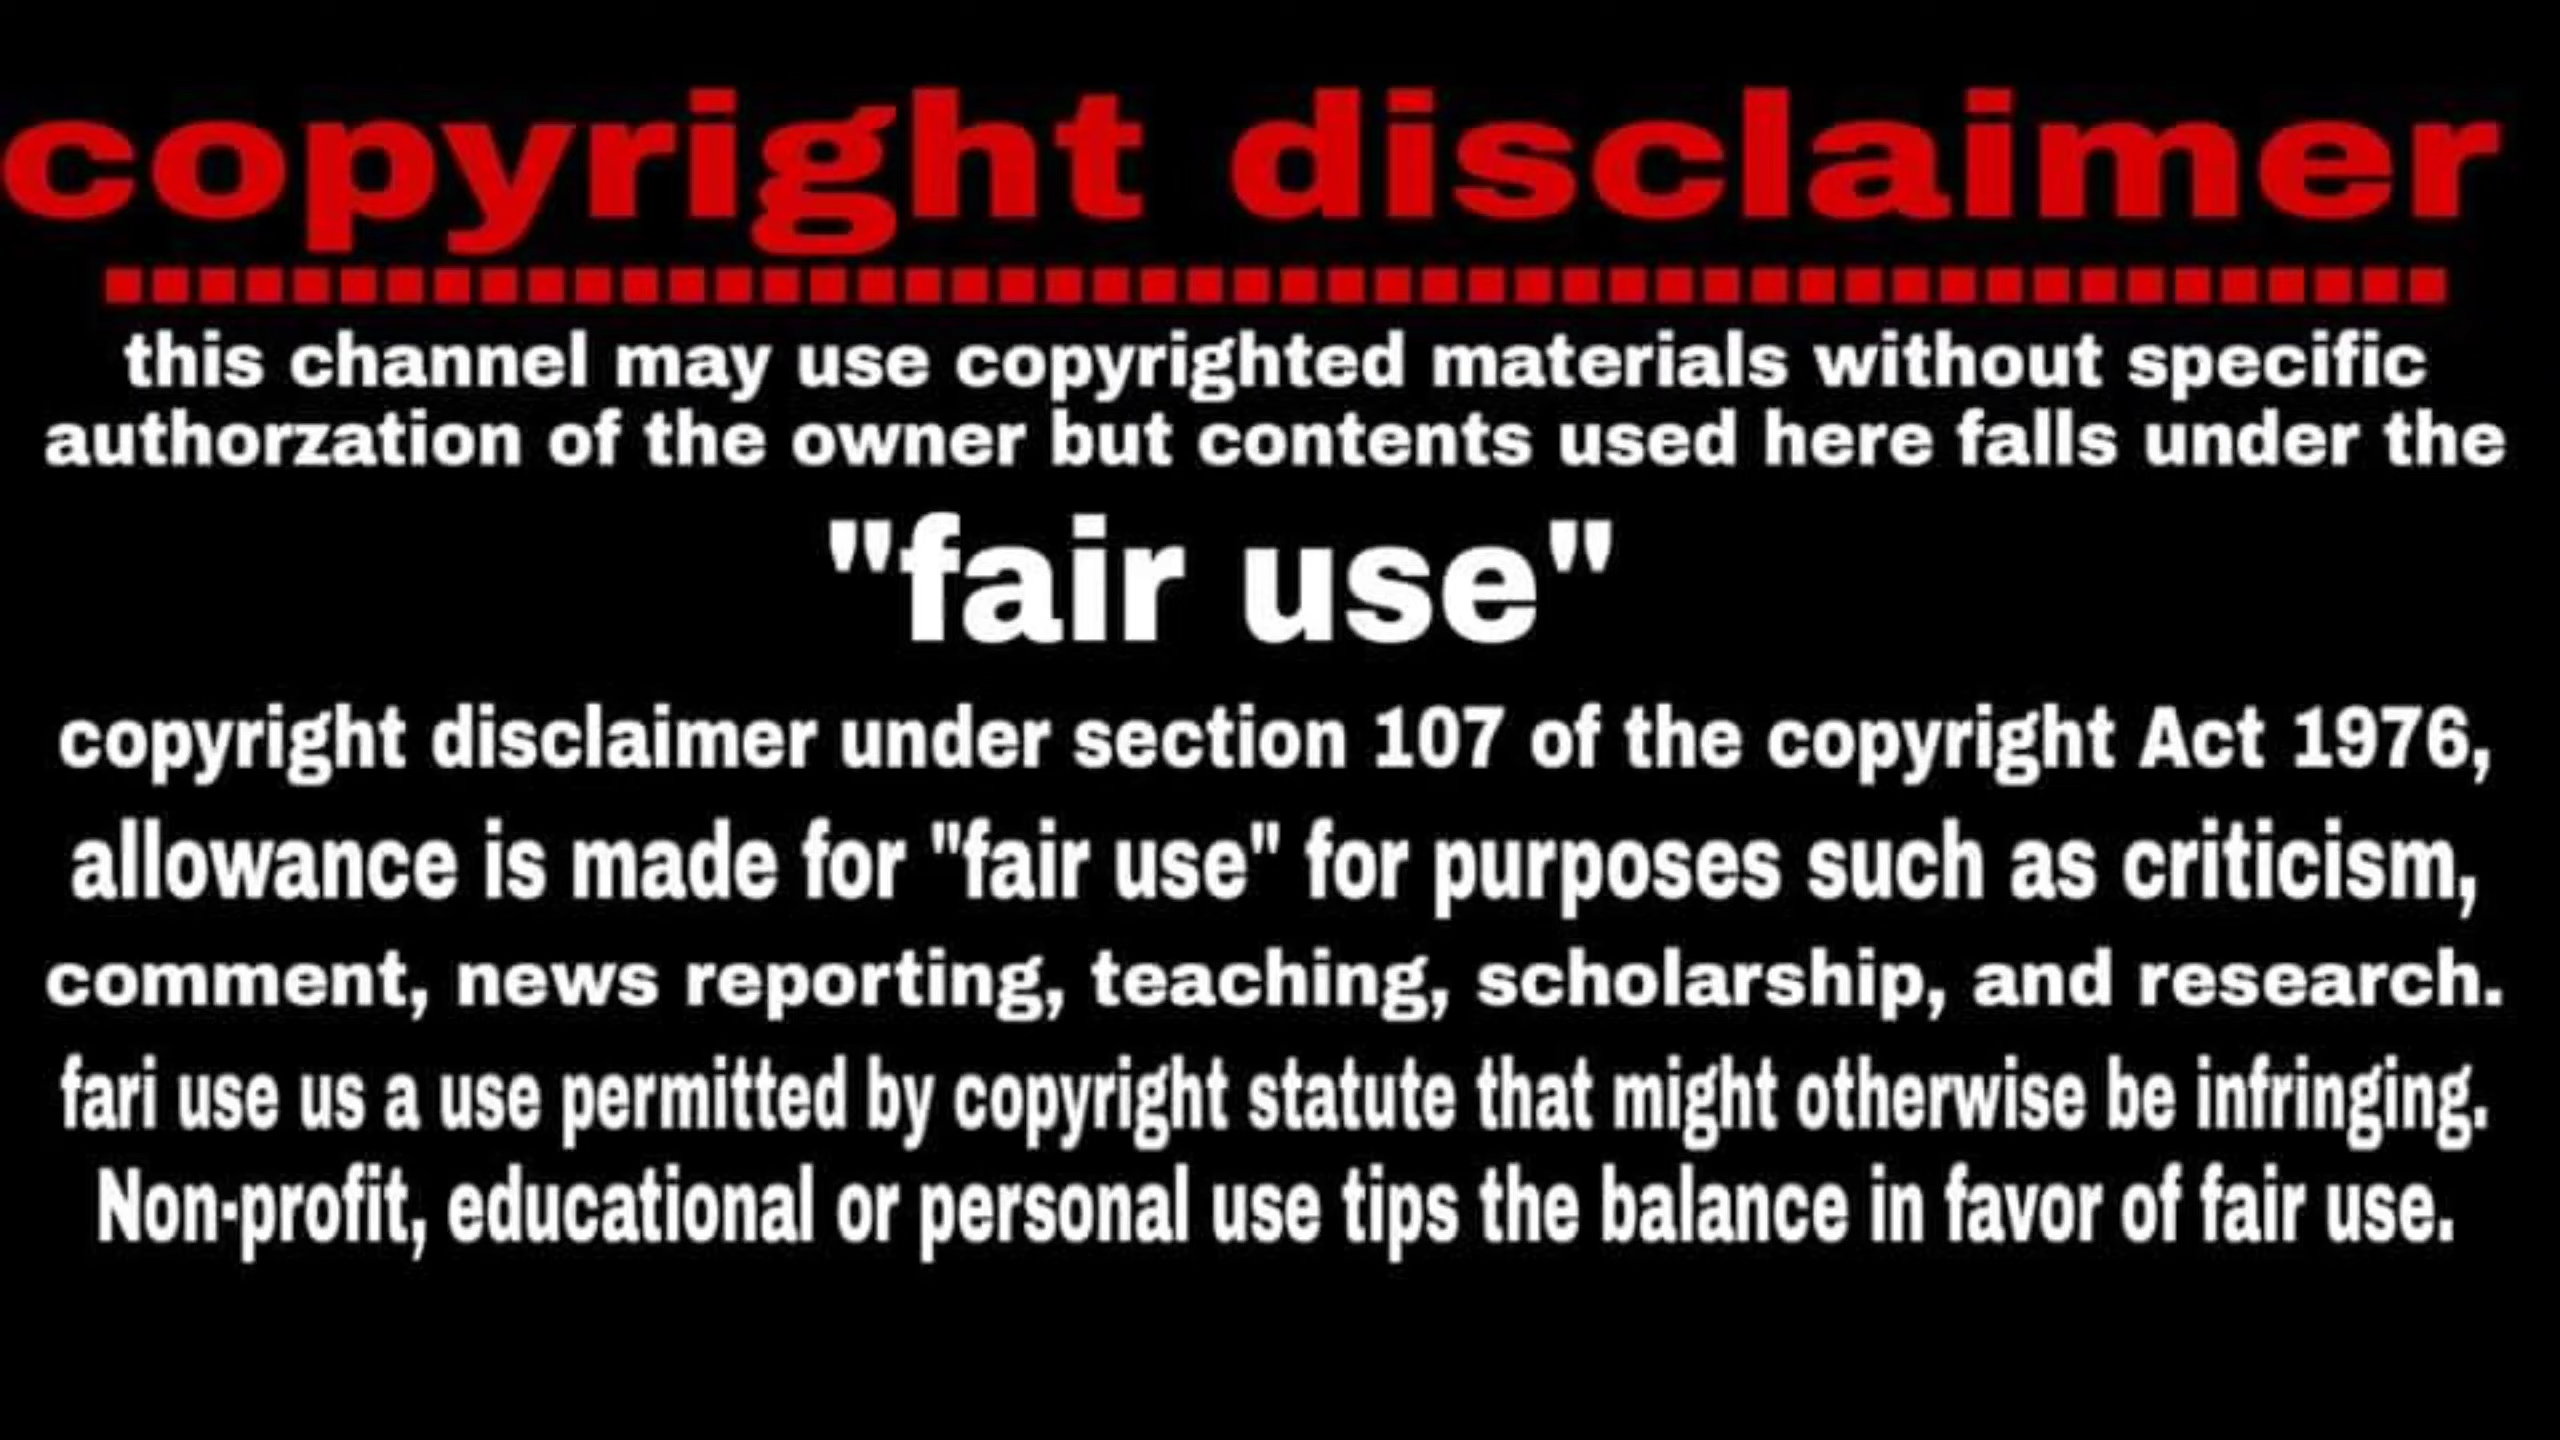 copyright disclaimer
this channel may use copyrighted materials without specific
authorzation of the owner but contents used here falls under the
"fair use"
copyright disclaimer under section 107 of the copyright Act 1976,
allowance is made for "fair use" for purposes such as criticism,
comment, news reporting, teaching, scholarship, and research.
fari use us a use permitted by copyright statute that might otherwise be infringing.
Non-profit, educational or personal use tips the balance in favor of fair use.